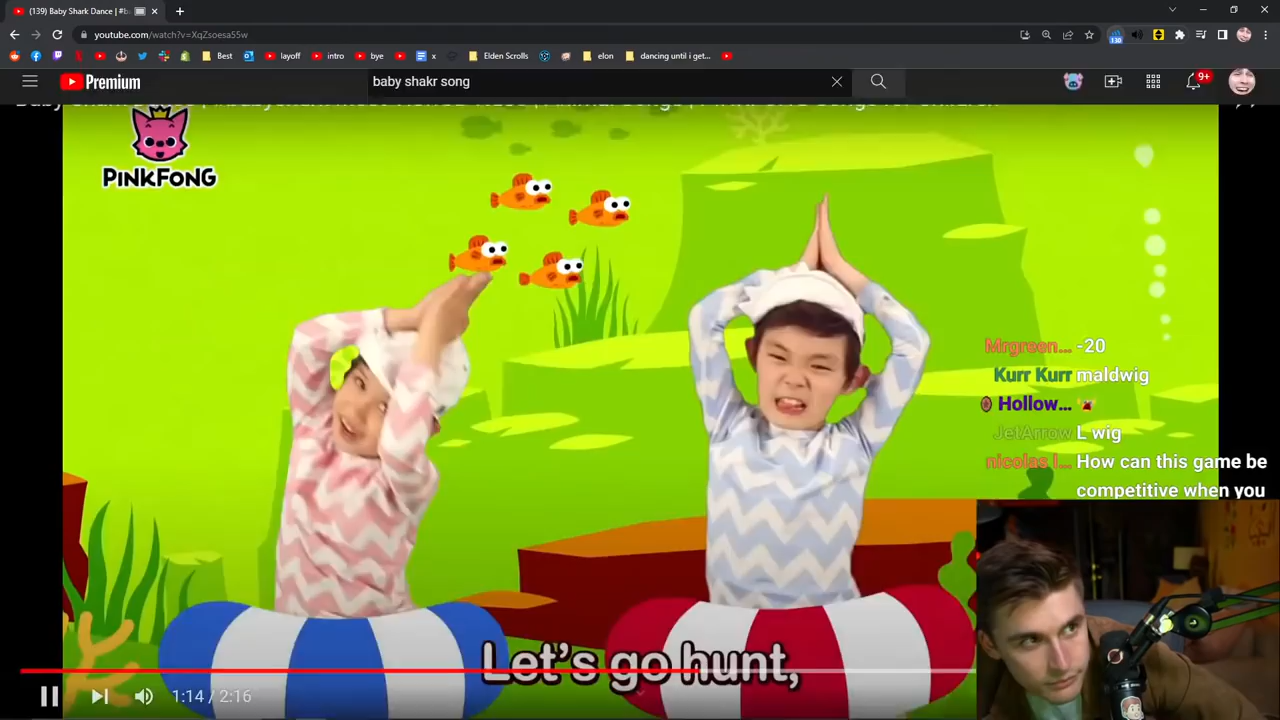 (139) Baby Shark Dance | #b
youtube.com/watch?v=XqZsoesa55w
130
Best
layoff
intro
bye
x
Elden Scrolls
elon
dancing until i get...
Premium
baby shakr song
9+
PINKFONG
Mrgreen... -20
Kurr Kurr maldwig
Hollow...
JetArrow L wig
nicolas l... How can this game be
competitive when you
Let's go hunt,
1:14 / 2:16